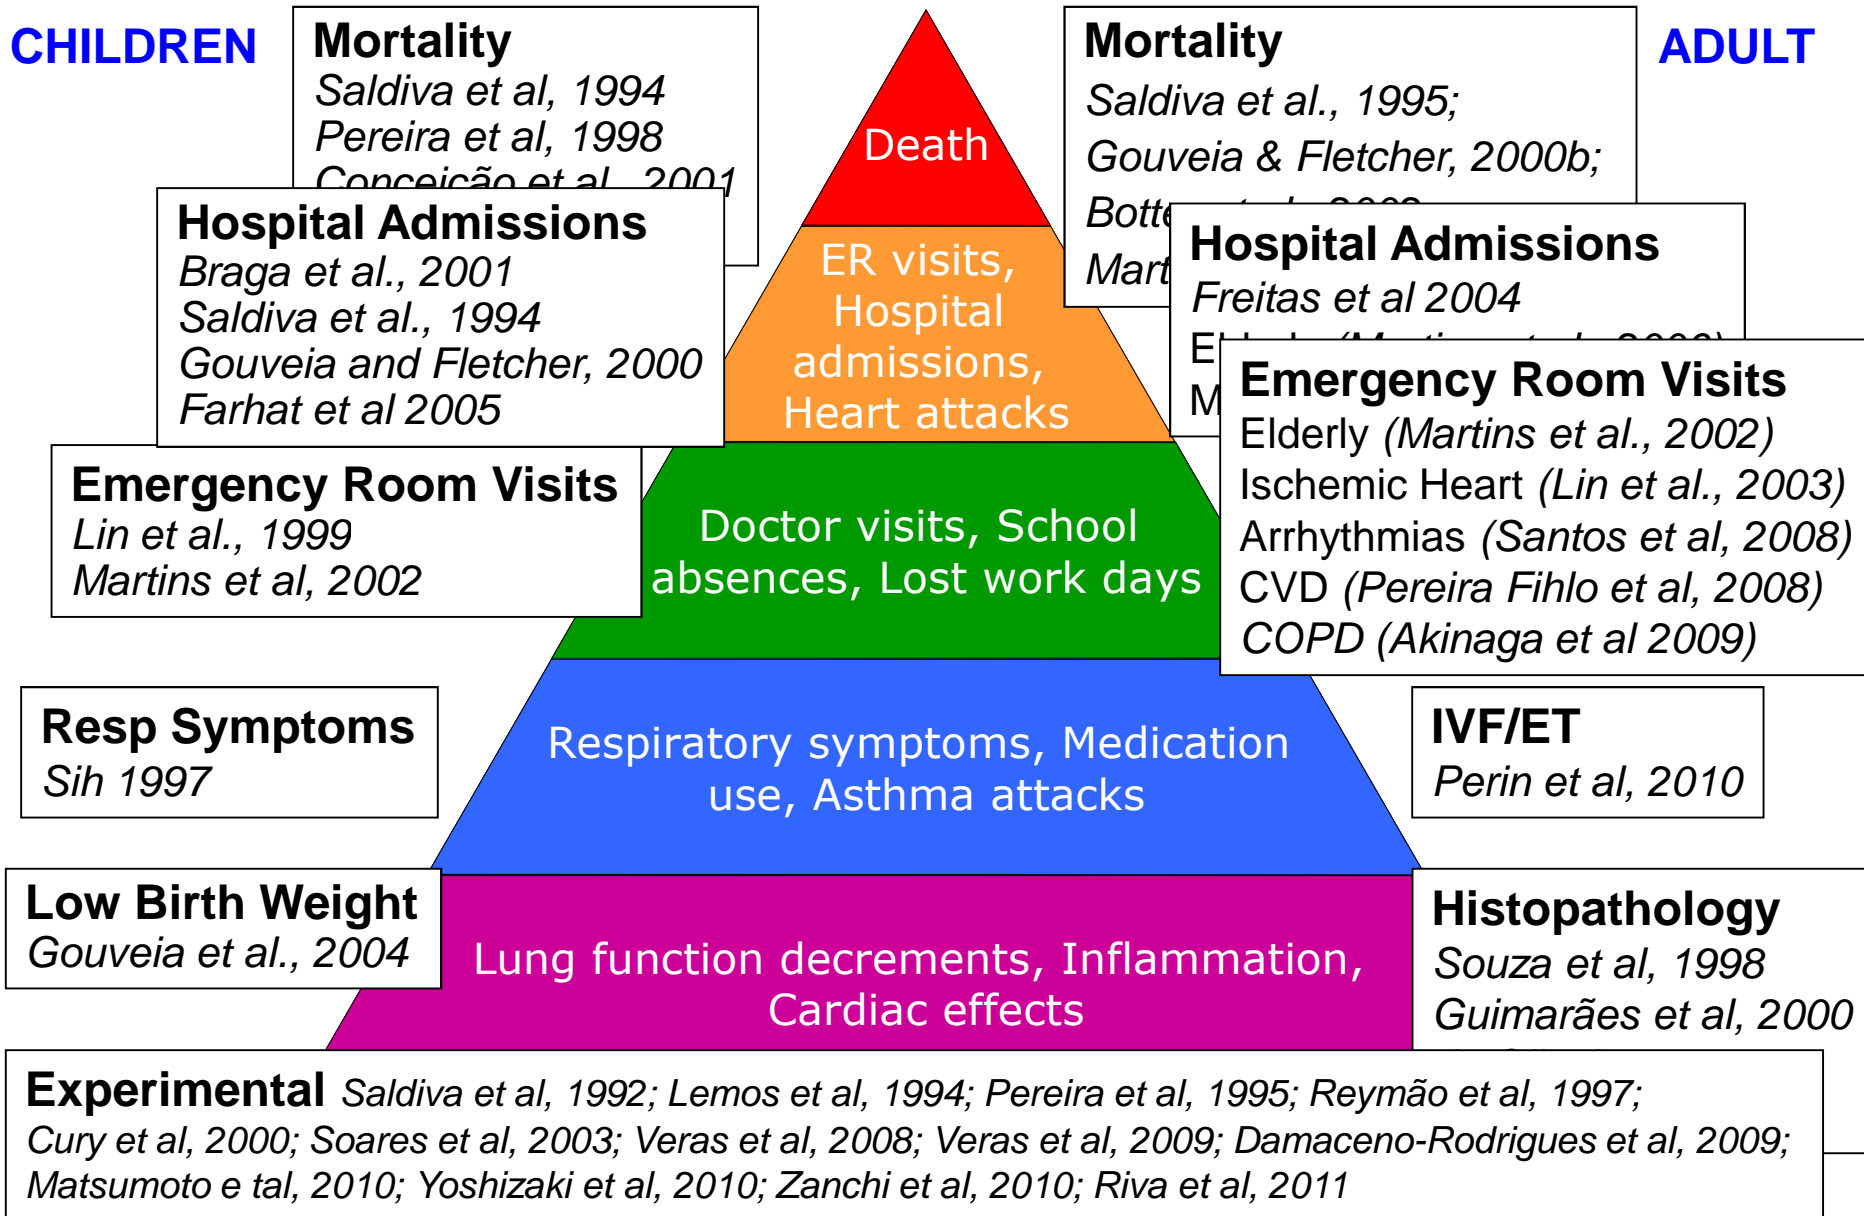 CHILDREN
Mortality
Saldiva et al, 1994
Pereira et al, 1998
Conceição et al., 2001
Hospital Admissions
Braga et al., 2001
Saldiva et al., 1994
Gouveia and Fletcher, 2000
Farhat et al 2005
Emergency Room Visits
Lin et al., 1999
Martins et al, 2002
Resp Symptoms
Sih 1997
Low Birth Weight
Gouveia et al., 2004
Death
ER visits,
Hospital
admissions,
Heart attacks
Doctor visits, School
absences, Lost work days
Respiratory symptoms, Medication
use, Asthma attacks
Lung function decrements, Inflammation,
Cardiac effects
ADULT
Mortality
Saldiva et al., 1995;
Gouveia & Fletcher, 2000b;
Hospital Admissions
Freitas et al 2004
Emergency Room Visits
Elderly (Martins et al., 2002)
Ischemic Heart (Lin et al., 2003)
Arrhythmias (Santos et al, 2008)
CVD (Pereira Fihlo et al, 2008)
COPD (Akinaga et al 2009)
IVF/ET
Perin et al, 2010
Histopathology
Souza et al, 1998
Guimarães et al, 2000
Experimental Saldiva et al, 1992; Lemos et al, 1994; Pereira et al, 1995; Reymão et al, 1997;
Cury et al, 2000; Soares et al, 2003; Veras et al, 2008; Veras et al, 2009; Damaceno-Rodrigues et al, 2009;
Matsumoto e tal, 2010; Yoshizaki et al, 2010; Zanchi et al, 2010; Riva et al, 2011